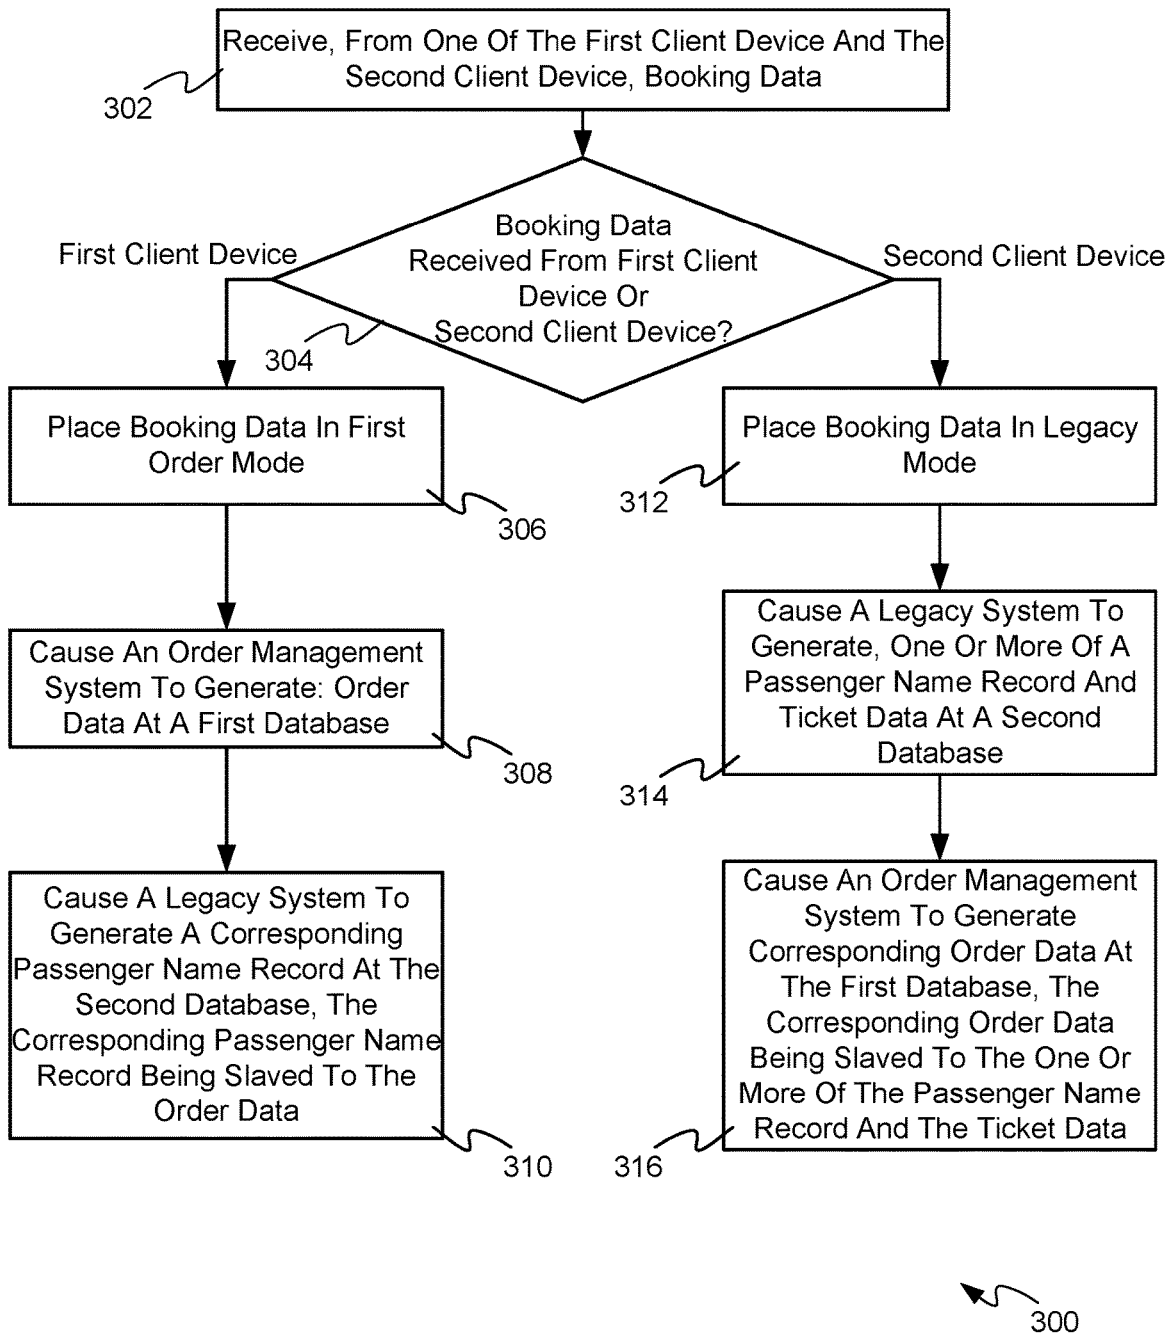 Receive, From One Of The First Client Device And The
Second Client Device, Booking Data
302
Booking Data
Received From First Client
Device Or
Second Client Device?
First Client Device
Second Client Device
304
Place Booking Data In First
Order Mode
306
Cause An Order Management
System To Generate: Order
Data At A First Database
308
Cause A Legacy System To
Generate A Corresponding
Passenger Name Record At The
Second Database, The
Corresponding Passenger Name
Record Being Slaved To The
Order Data
310
Place Booking Data In Legacy
Mode
312
Cause A Legacy System To
Generate, One Or More Of A
Passenger Name Record And
Ticket Data At A Second
Database
314
Cause An Order Management
System To Generate
Corresponding Order Data At
The First Database, The
Corresponding Order Data
Being Slaved To The One Or
More Of The Passenger Name
Record And The Ticket Data
316
300